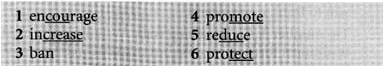 1 encourage 4 promote
2 increase 5 reduce
3 ban 6 protect